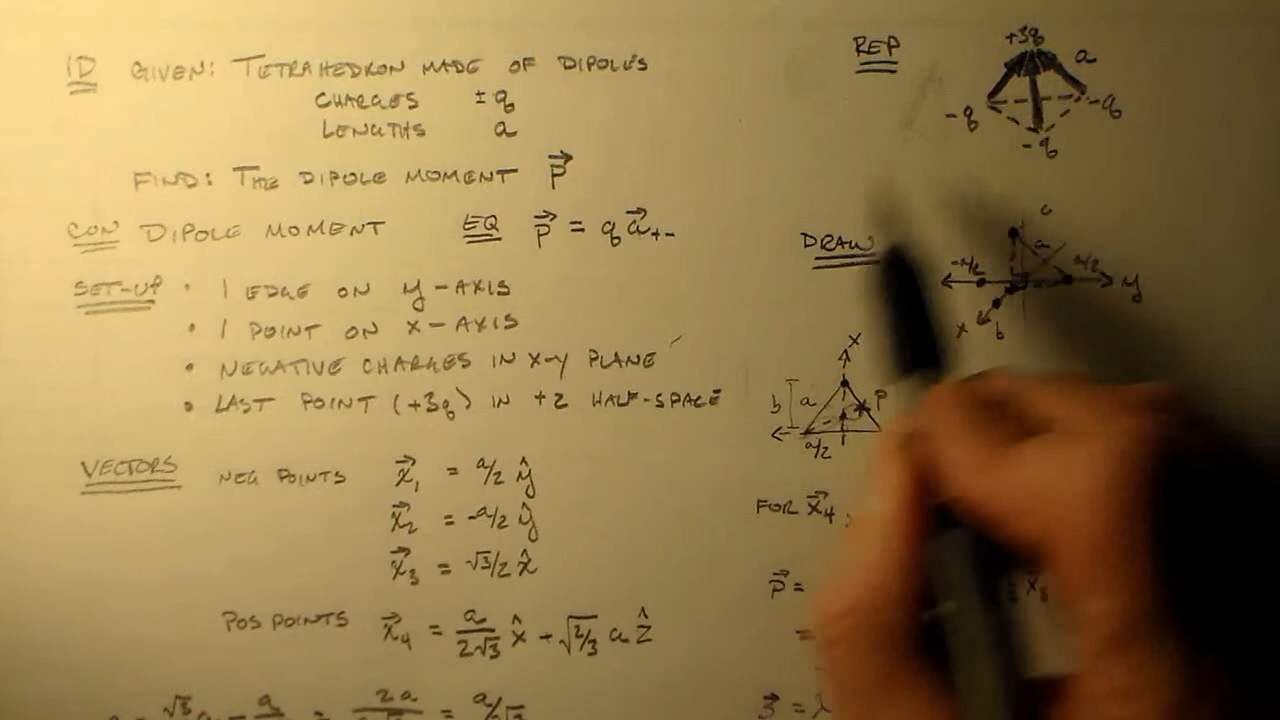 ID GIVEN: TETRAHEDRON MADE OF DIPOLES
CHARGES ±q
LENGTHS a
FIND: THE DIPOLE MOMENT p⃗
CON DIPOLE MOMENT EQ p⃗ = q a⃗+-
SET-UP • 1 EDGE ON y-AXIS
• 1 POINT ON X-AXIS
• NEGATIVE CHARGES IN X-Y PLANE
• LAST POINT (+3q) IN +Z HALF-SPACE
VECTORS NEG POINTS x⃗₁ = a/2 ŷ
x⃗₂ = -a/2 ŷ
x⃗₃ = √3/2 x̂
POS POINTS x⃗₄ = a/2√3 x̂ + √2/3 a ẑ
√3 a 2a
= a/√3
REP
+3q
a
-q
-q
-q
DRAW
c
a
-a/2
a/2
y
x
b
x
b
a
P
a/2
FOR x⃗₄,
p⃗ =
=